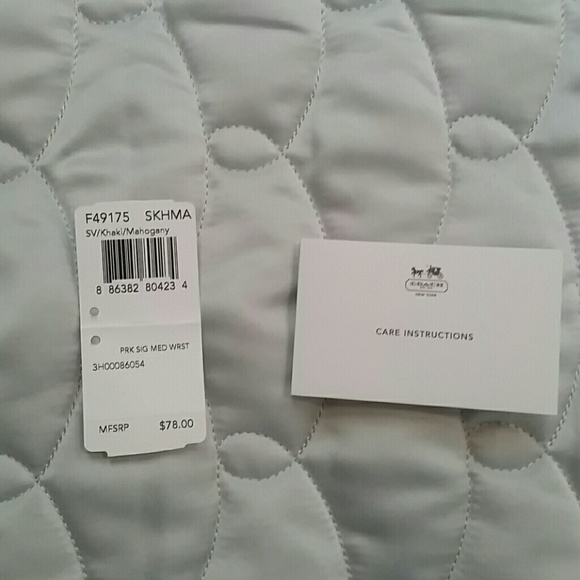 F49175 SKHMA
SV/Khaki/Mahogany
8 86382 80423 4
PRK SIG MED WRST
3H00086054
MFSRP $78.00
COACH
NEW YORK
CARE INSTRUCTIONS